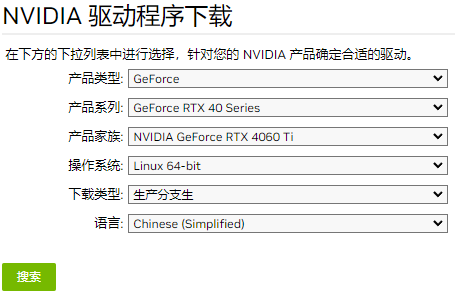 NVIDIA 驱动程序下载
在下方的下拉列表中进行选择，针对您的 NVIDIA 产品确定合适的驱动。
产品类型: GeForce
产品系列: GeForce RTX 40 Series
产品家族: NVIDIA GeForce RTX 4060 Ti
操作系统: Linux 64-bit
下载类型: 生产分支生
语言: Chinese (Simplified)
搜索